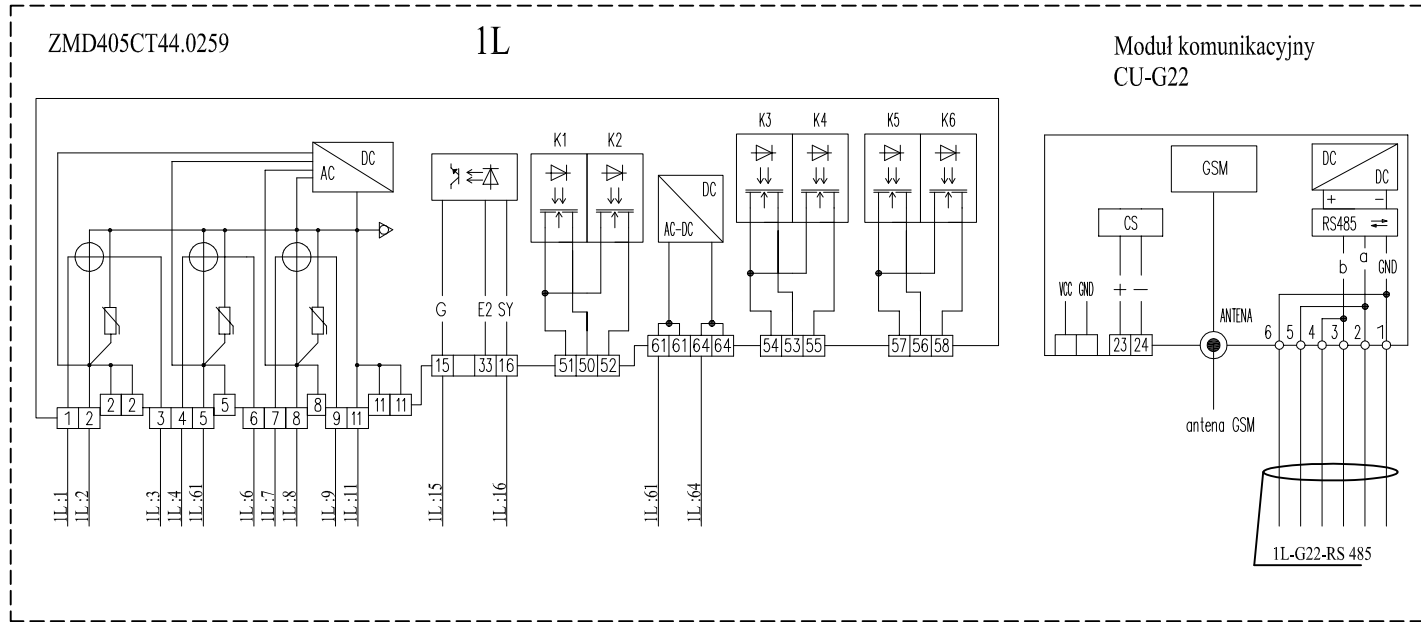 ZMD405CT44.0259
1L
Moduł komunikacyjny
CU-G22
K1 K2
K3 K4
K5 K6
DC
AC
DC
AC-DC
GSM
DC
DC
+ -
RS485
CS
G E2 SY
+ -
b a GND
VCC GND
ANTENA
6 5 4 3 2 1
15 33 16
51 50 52
61 61 64 64
54 53 55
57 56 58
23 24
2 2
5
8
11 11
1 2
3 4 5
6 7 8
9 11
antena GSM
1L:1
1L:2
1L:3
1L:4
1L:61
1L:6
1L:7
1L:8
1L:9
1L:11
1L:15
1L:16
1L:61
1L:64
1L-G22-RS 485